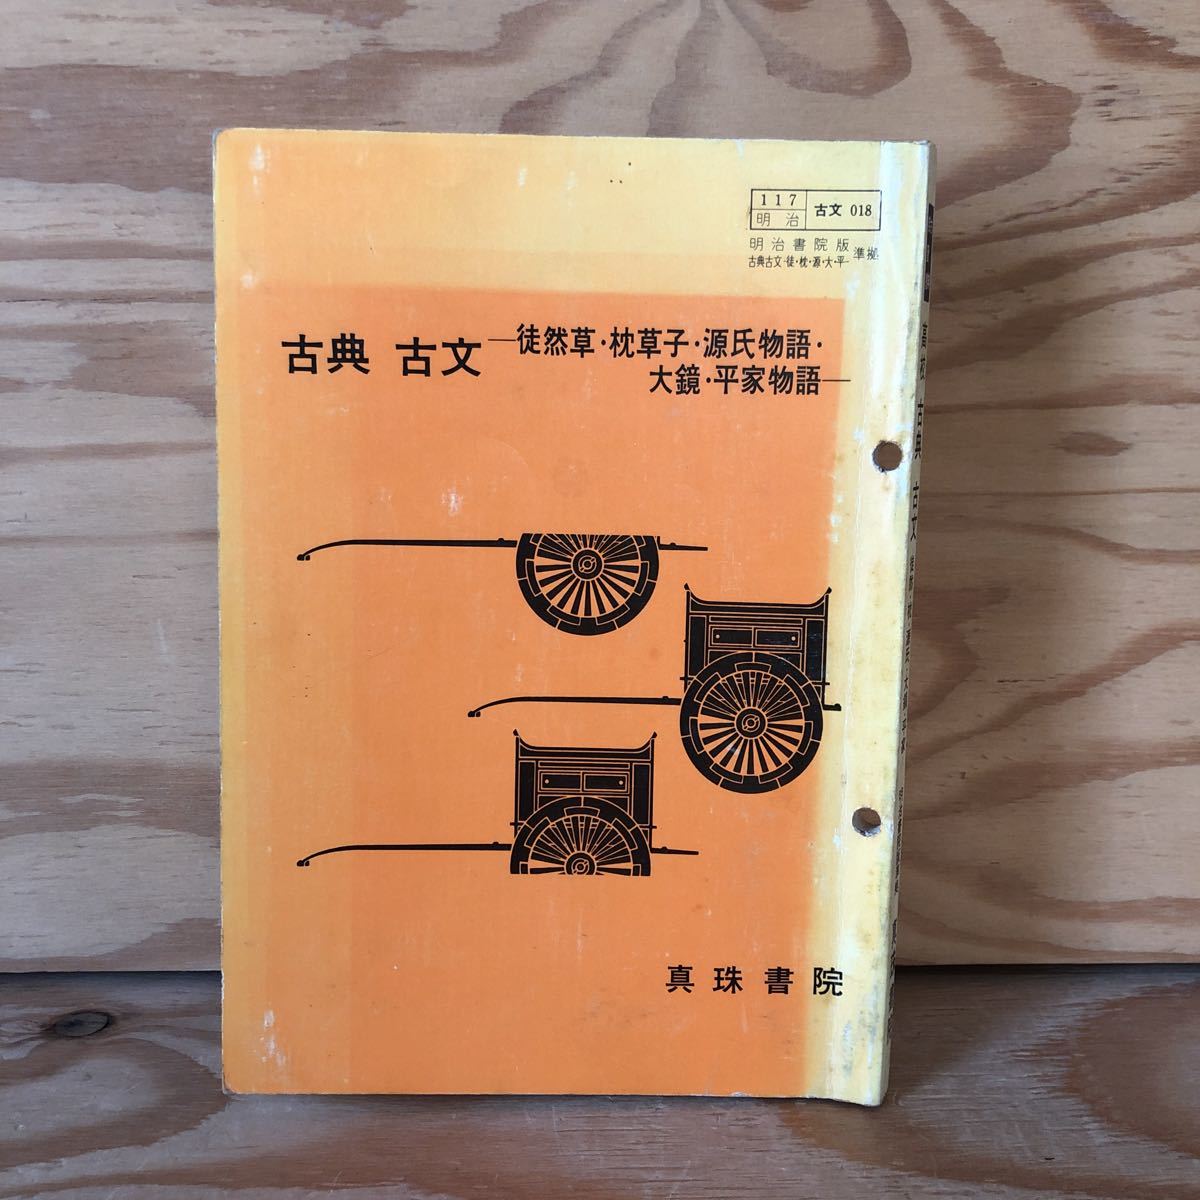 117
明治
古文 018
明治書院版
古典古文-徒・枕・源・大・平-
準拠
古典 古文
―徒然草・枕草子・源氏物語・
大鏡・平家物語―
真珠書院
古典 古文